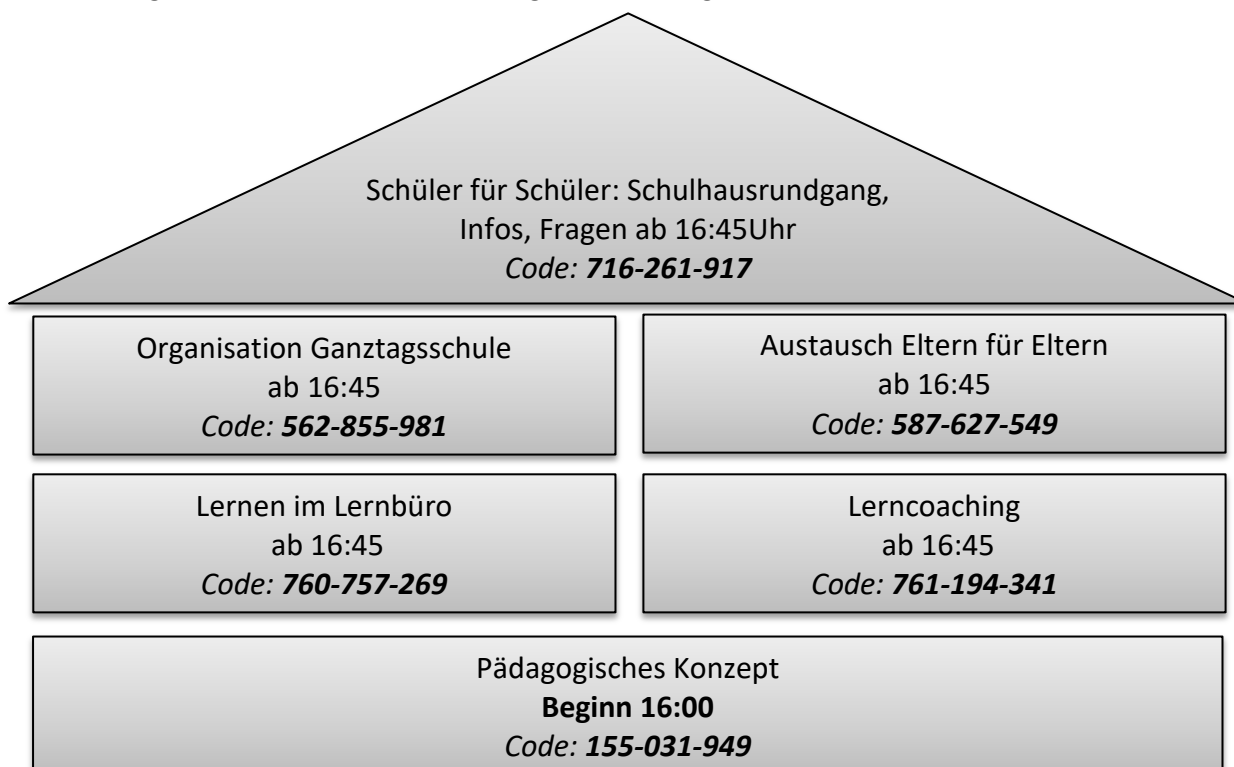 Schüler für Schüler: Schulhausrundgang,
Infos, Fragen ab 16:45Uhr
Code: 716-261-917
Organisation Ganztagsschule
ab 16:45
Code: 562-855-981
Austausch Eltern für Eltern
ab 16:45
Code: 587-627-549
Lernen im Lernbüro
ab 16:45
Code: 760-757-269
Lerncoaching
ab 16:45
Code: 761-194-341
Pädagogisches Konzept
Beginn 16:00
Code: 155-031-949